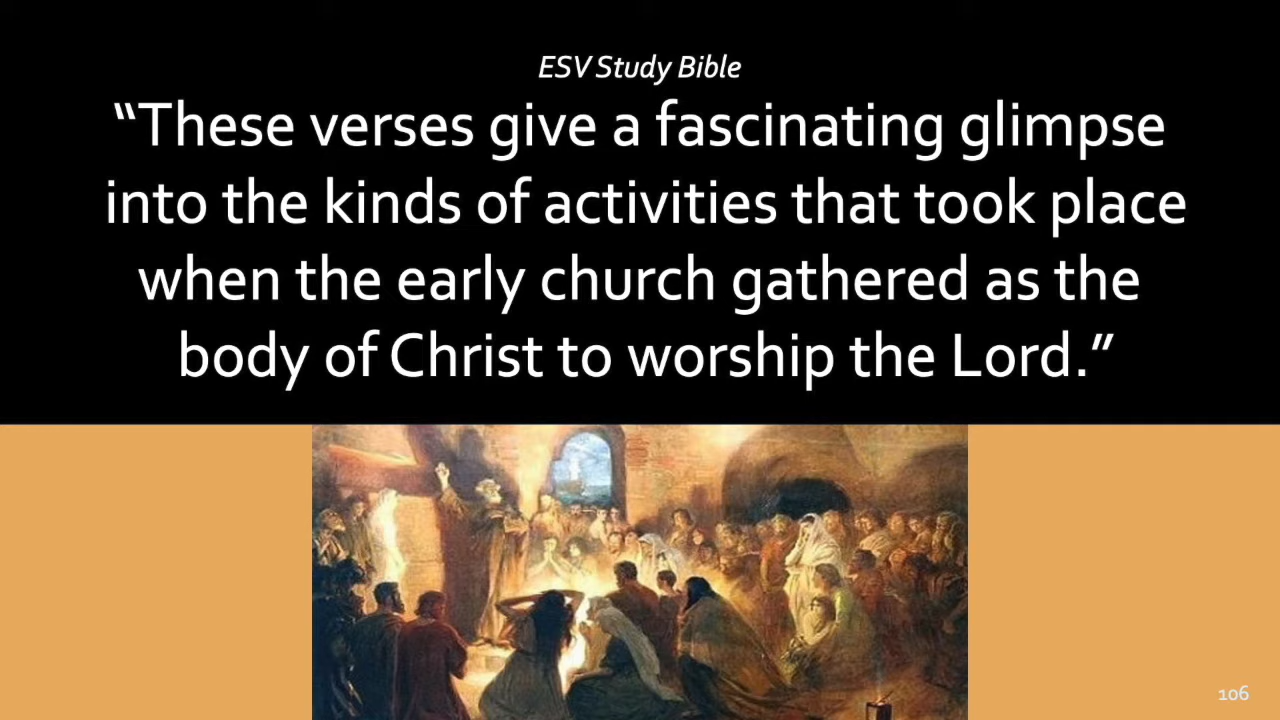 ESV Study Bible
“These verses give a fascinating glimpse
into the kinds of activities that took place
when the early church gathered as the
body of Christ to worship the Lord.”
106